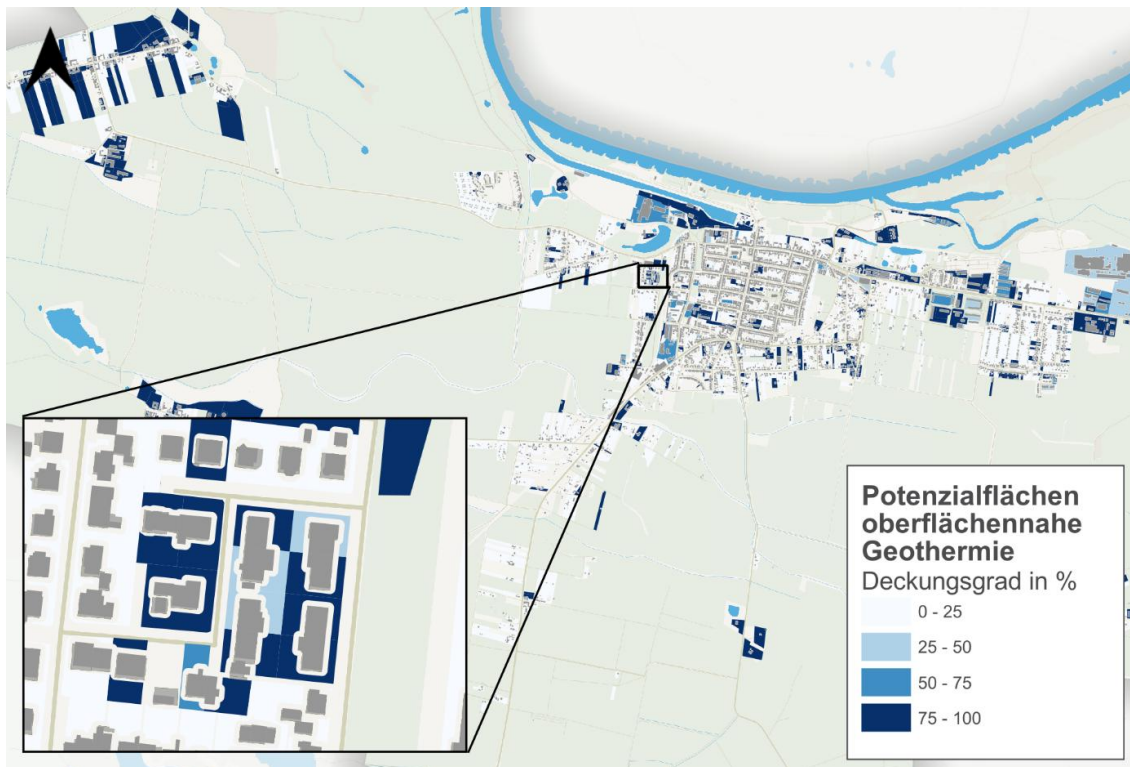 Potenzialflächen
oberflächennahe
Geothermie
Deckungsgrad in %
0 - 25
25 - 50
50 - 75
75 - 100